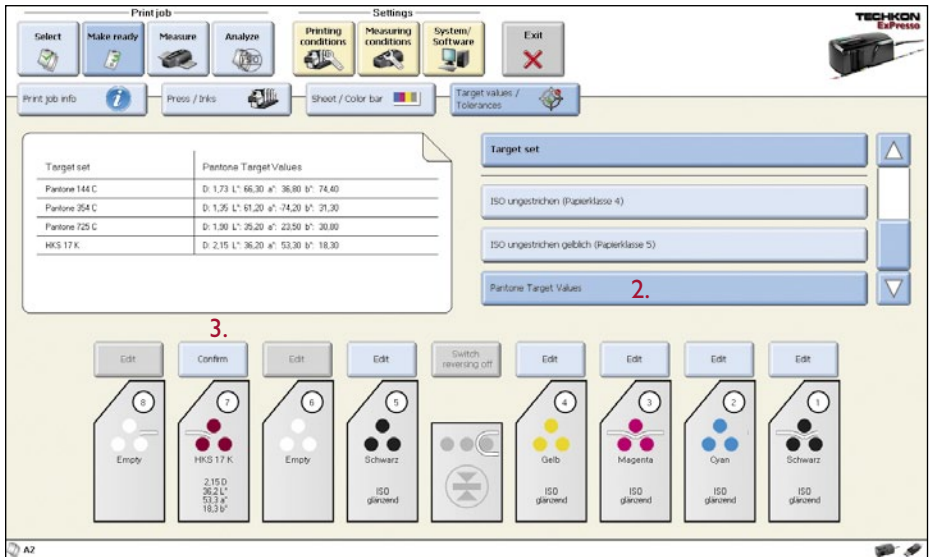 Print job
Settings
Select
Make ready
Measure
Analyze
Printing conditions
Measuring conditions
System/ Software
Exit
TECHKON
ExPresso
Print job info
Press / Inks
Sheet / Color bar
Target values / Tolerances
Target set
Pantone Target Values
Pantone 144 C
D: 1,73 L*: 66,30 a*: 36,80 b*: 74,40
Pantone 354 C
D: 1,35 L*: 61,20 a*: -74,20 b*: 31,30
Pantone 725 C
D: 1,90 L*: 35,20 a*: 23,50 b*: 30,00
HKS 17 K
D: 2,15 L*: 36,20 a*: 53,30 b*: 18,30
Target set
ISO ungestrichen (Papierklasse 4)
ISO ungestrichen gelblich (Papierklasse 5)
Pantone Target Values
2.
3.
Edit
Confirm
Edit
Edit
Switch
reversing off
Edit
Edit
Edit
Edit
8
Empty
7
HKS 17 K
2,15 D
36,2 L*
53,3 a*
18,3 b*
6
Empty
5
Schwarz
ISO
glänzend
4
Gelb
ISO
glänzend
3
Magenta
ISO
glänzend
2
Cyan
ISO
glänzend
1
Schwarz
ISO
glänzend
A2